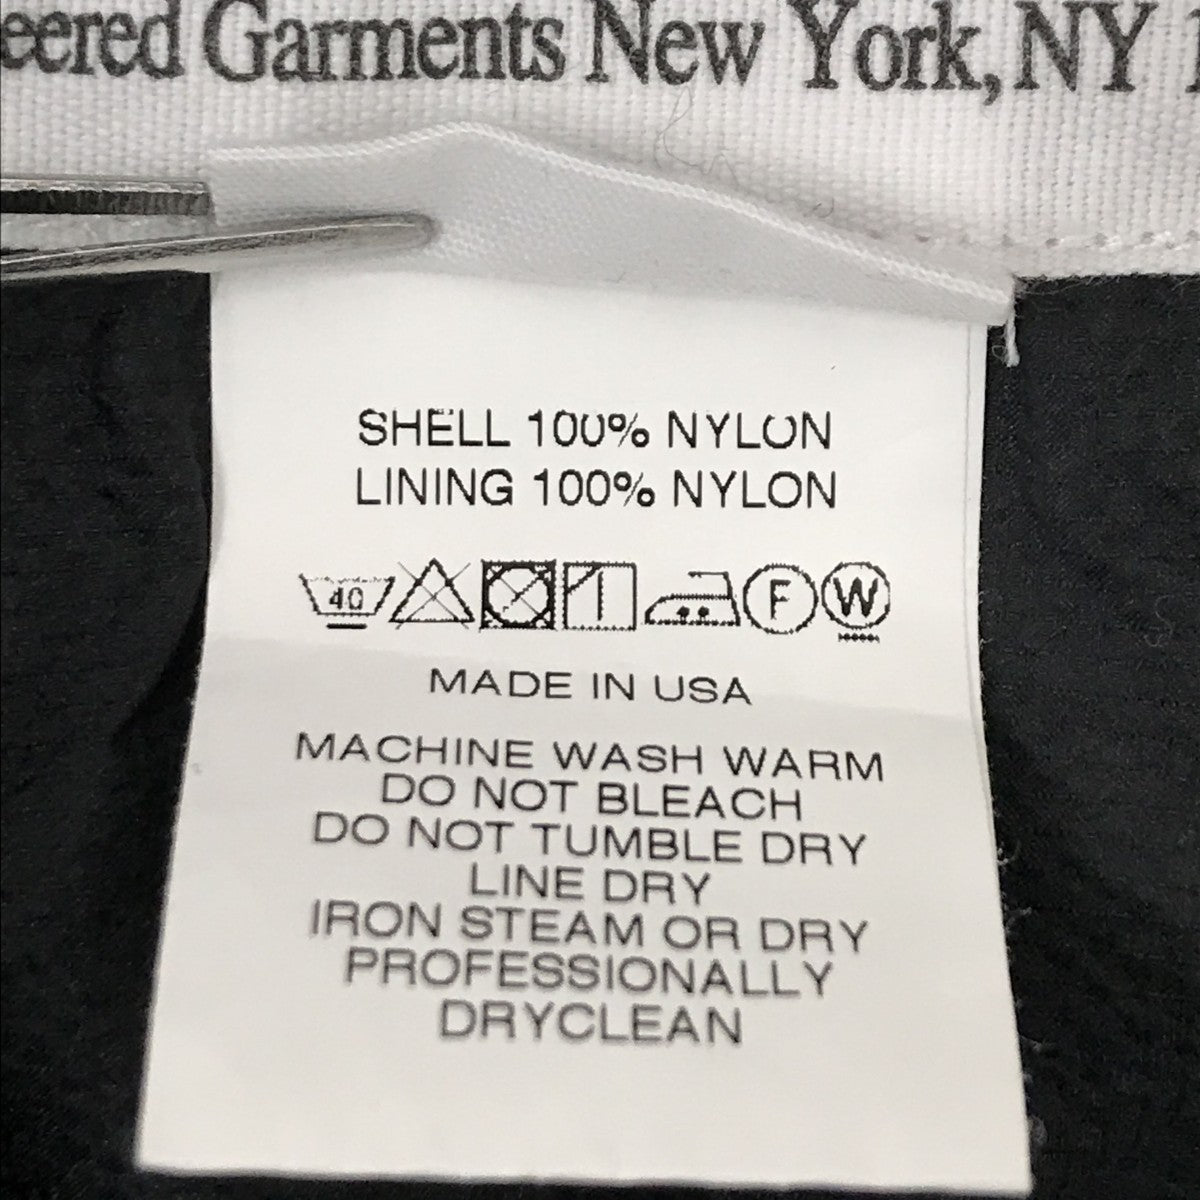 Garments New York, NY
SHELL 100% NYLON
LINING 100% NYLON
40 F W
MADE IN USA
MACHINE WASH WARM
DO NOT BLEACH
DO NOT TUMBLE DRY
LINE DRY
IRON STEAM OR DRY
PROFESSIONALLY
DRYCLEAN